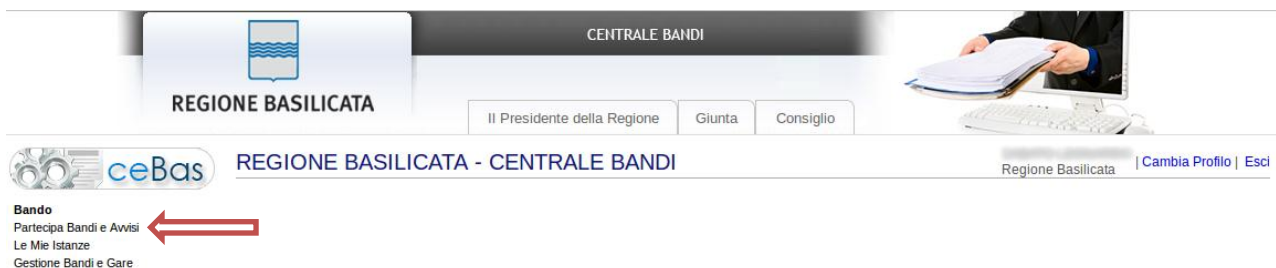 CENTRALE BANDI
REGIONE BASILICATA
Il Presidente della Regione
Giunta
Consiglio
ceBas
REGIONE BASILICATA - CENTRALE BANDI
Regione Basilicata
| Cambia Profilo | Esci
Bando
Partecipa Bandi e Avvisi
Le Mie Istanze
Gestione Bandi e Gare